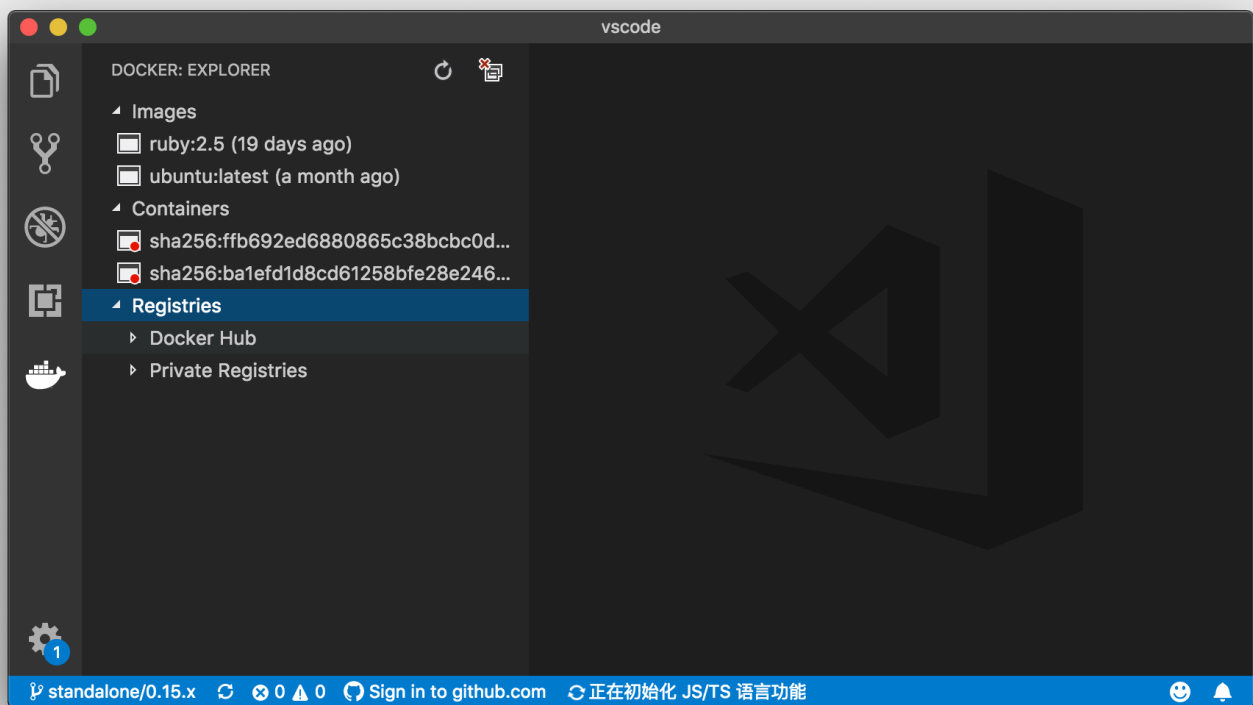 vscode
DOCKER: EXPLORER
Images
ruby:2.5 (19 days ago)
ubuntu:latest (a month ago)
Containers
sha256:ffb692ed6880865c38bcbc0d...
sha256:ba1efd1d8cd61258bfe28e246...
Registries
Docker Hub
Private Registries
1
standalone/0.15.x 0 0 Sign in to github.com 正在初始化 JS/TS 语言功能